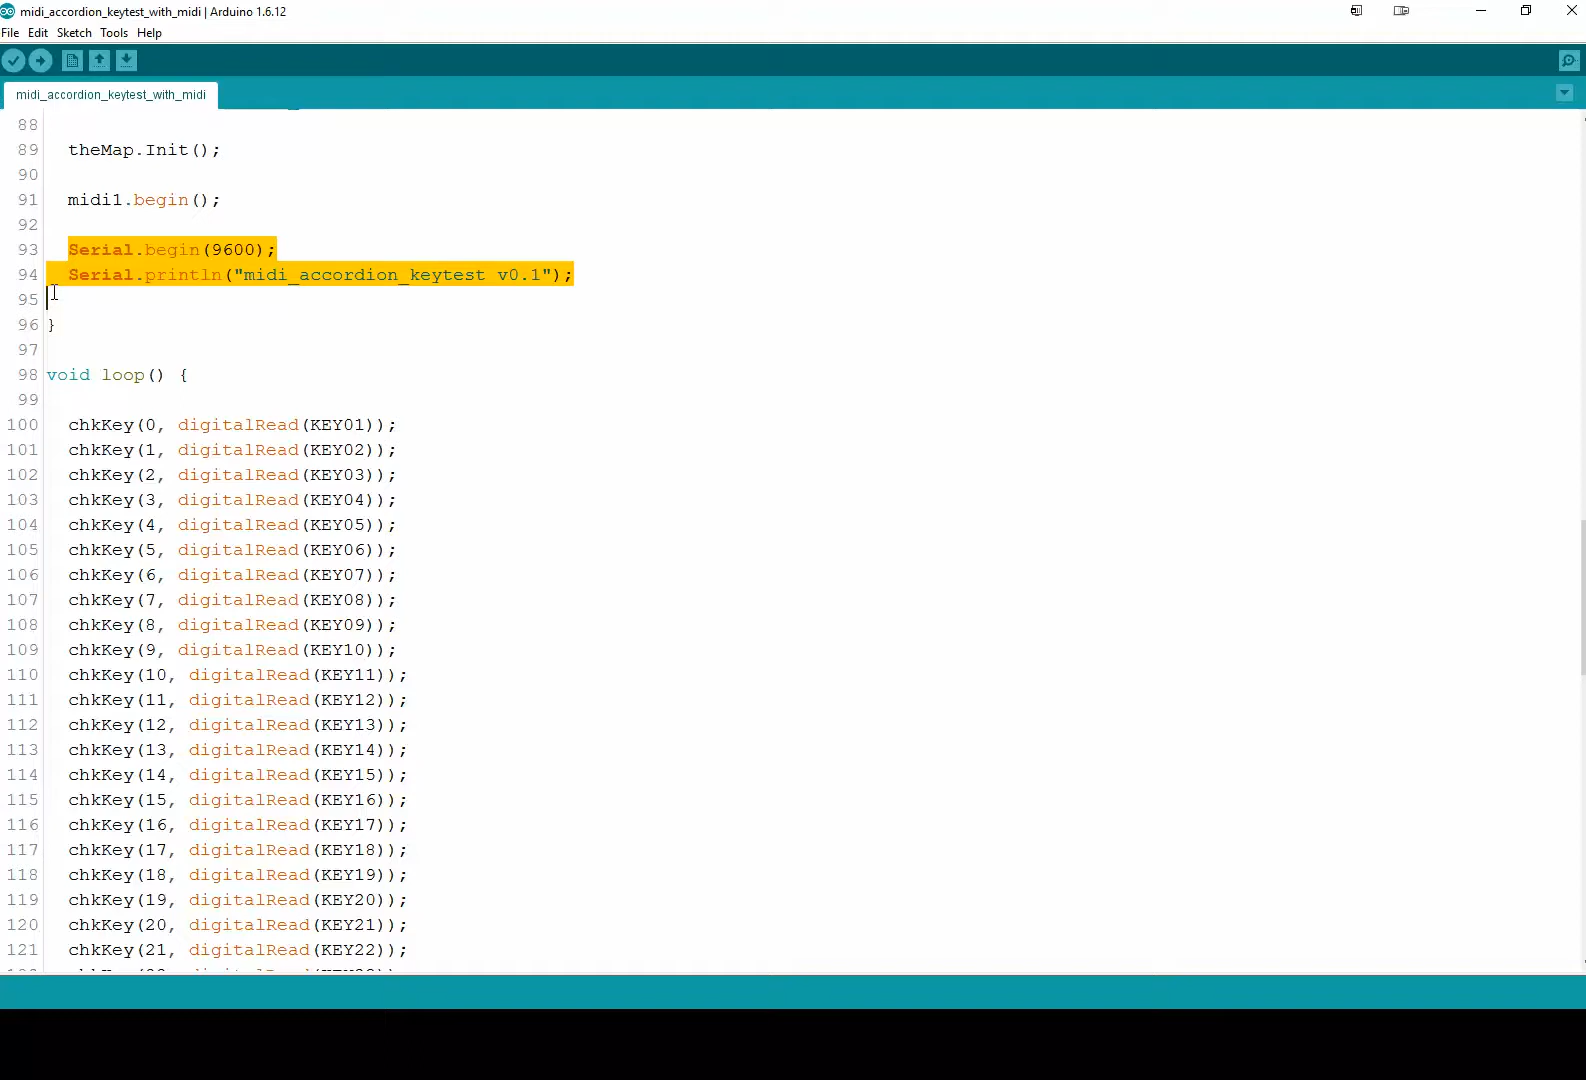 midi_accordion_keytest_with_midi | Arduino 1.6.12
File Edit Sketch Tools Help
midi_accordion_keytest_with_midi
88
89 theMap.Init();
90
91 midi1.begin();
92
93 Serial.begin(9600);
94 Serial.println("midi_accordion_keytest v0.1");
95
96 }
97
98 void loop() {
99
100 chkKey(0, digitalRead(KEY01));
101 chkKey(1, digitalRead(KEY02));
102 chkKey(2, digitalRead(KEY03));
103 chkKey(3, digitalRead(KEY04));
104 chkKey(4, digitalRead(KEY05));
105 chkKey(5, digitalRead(KEY06));
106 chkKey(6, digitalRead(KEY07));
107 chkKey(7, digitalRead(KEY08));
108 chkKey(8, digitalRead(KEY09));
109 chkKey(9, digitalRead(KEY10));
110 chkKey(10, digitalRead(KEY11));
111 chkKey(11, digitalRead(KEY12));
112 chkKey(12, digitalRead(KEY13));
113 chkKey(13, digitalRead(KEY14));
114 chkKey(14, digitalRead(KEY15));
115 chkKey(15, digitalRead(KEY16));
116 chkKey(16, digitalRead(KEY17));
117 chkKey(17, digitalRead(KEY18));
118 chkKey(18, digitalRead(KEY19));
119 chkKey(19, digitalRead(KEY20));
120 chkKey(20, digitalRead(KEY21));
121 chkKey(21, digitalRead(KEY22));